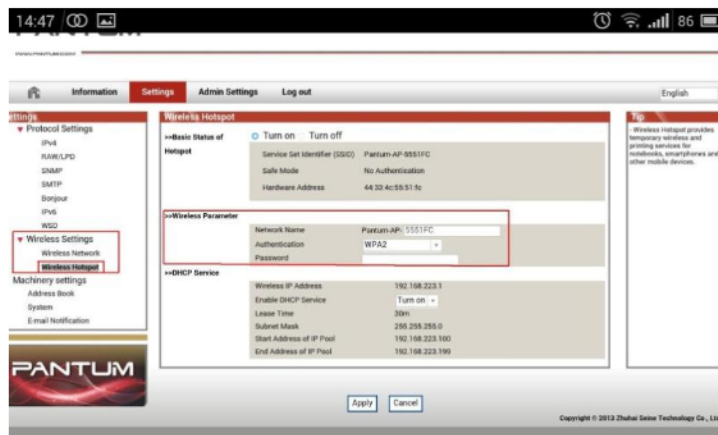 14:47
86
PANTUM
Information
Settings
Admin Settings
Log out
English
ettings
Protocol Settings
IPv4
RAW/LPD
SNMP
SMTP
Bonjour
IPv6
WSD
Wireless Settings
Wireless Network
Wireless Hotspot
Machinery settings
Address Book
System
E-mail Notification
PANTUM
Wireless Hotspot
>>Basic Status of Hotspot
Turn on Turn off
Service Set Identifier (SSID) Pantum-AP-5551FC
Safe Mode No Authentication
Hardware Address 44:33:4c:55:51:fc
>>Wireless Parameter
Network Name Pantum-AP- 5551FC
Authentication WPA2
Password
>>DHCP Service
Wireless IP Address 192.168.223.1
Enable DHCP Service Turn on
Lease Time 30m
Subnet Mask 255.255.255.0
Start Address of IP Pool 192.168.223.100
End Address of IP Pool 192.168.223.199
Apply Cancel
Tip
- Wireless Hotspot provides
temporary wireless and
printing services for
notebooks, smartphones and
other mobile devices.
Copyright © 2013 Zhuhai Seine Technology Co., Lt